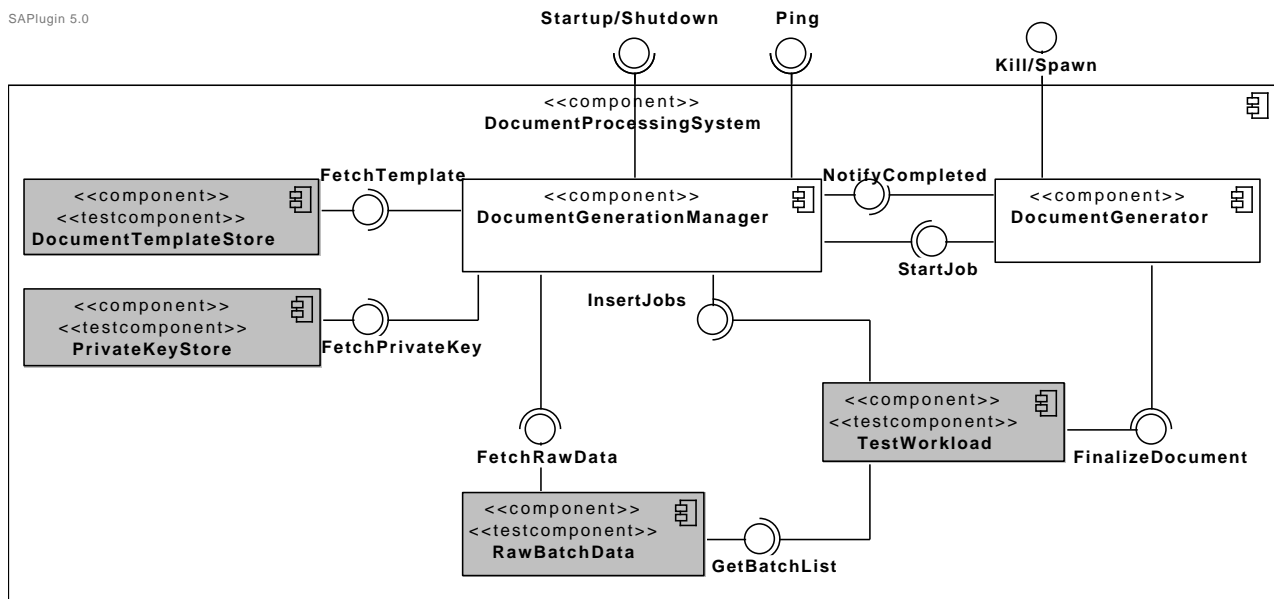 SAPlugin 5.0
Startup/Shutdown
Ping
Kill/Spawn
<<component>>
DocumentProcessingSystem
FetchTemplate
NotifyCompleted
<<component>>
<<testcomponent>>
DocumentTemplateStore
<<component>>
DocumentGenerationManager
<<component>>
DocumentGenerator
StartJob
InsertJobs
<<component>>
<<testcomponent>>
PrivateKeyStore
FetchPrivateKey
<<component>>
<<testcomponent>>
TestWorkload
FetchRawData
FinalizeDocument
<<component>>
<<testcomponent>>
RawBatchData
GetBatchList